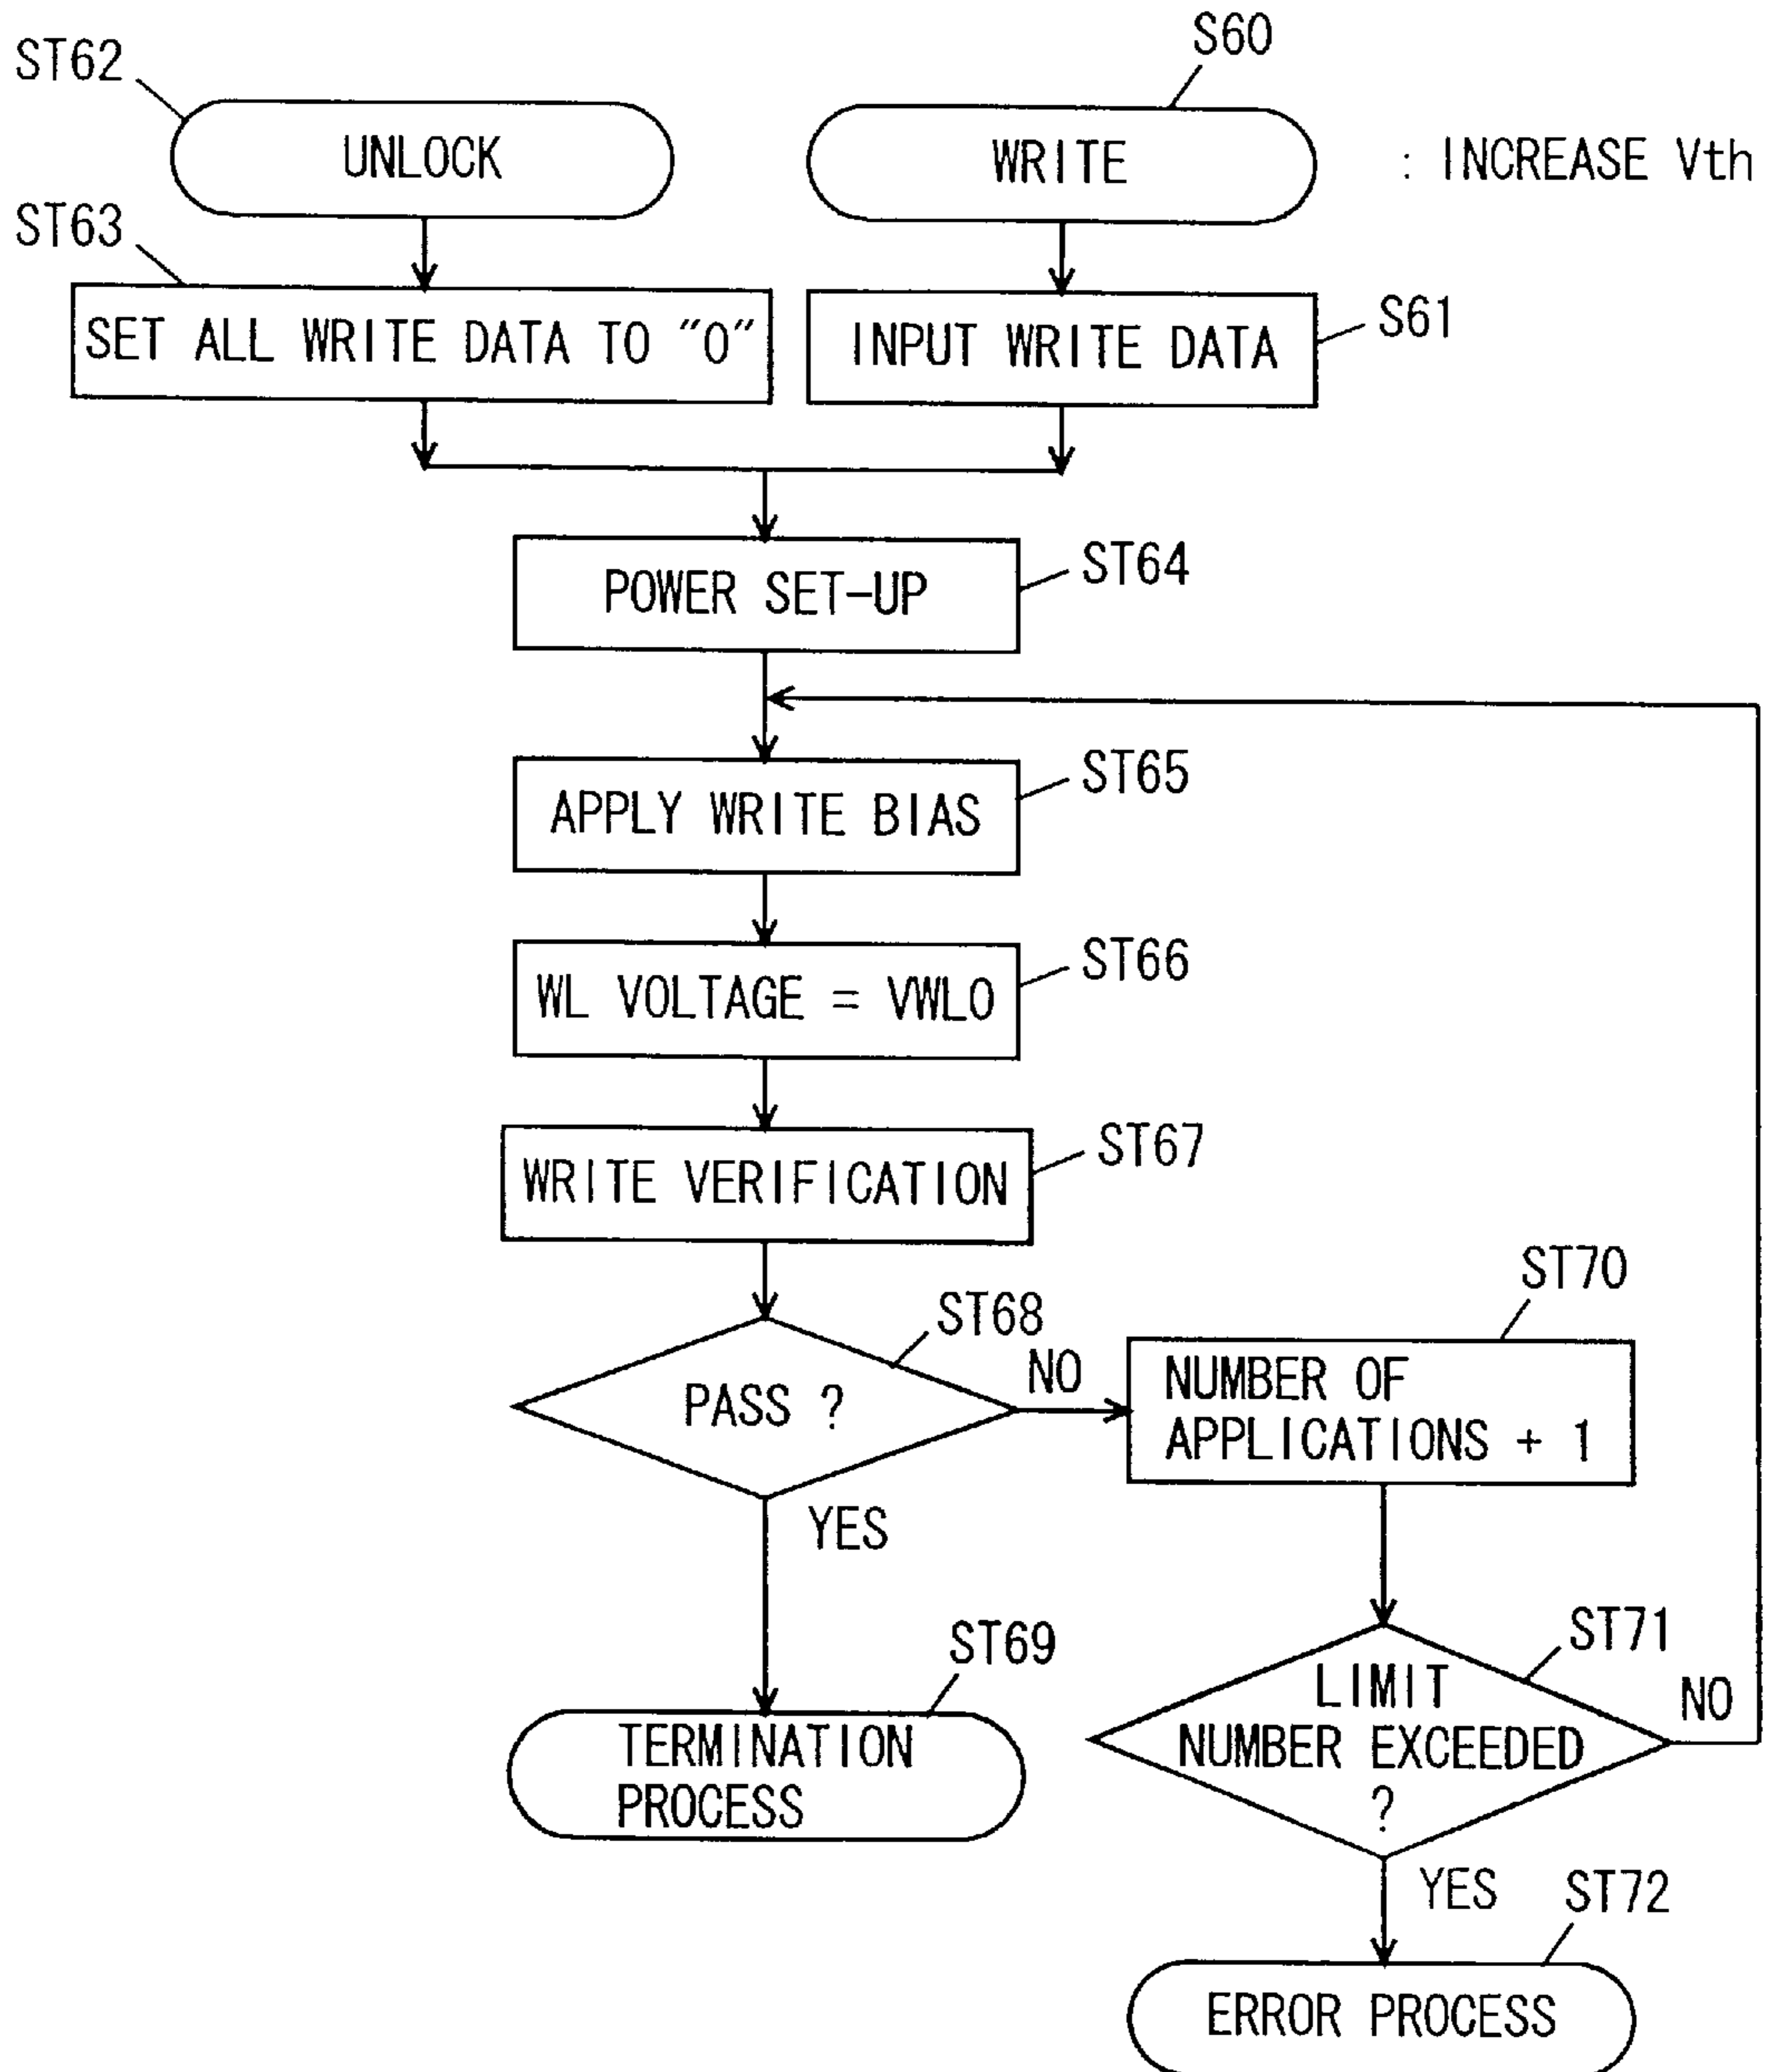 ST62
UNLOCK
S60
WRITE
: INCREASE Vth
ST63
SET ALL WRITE DATA TO "0"
INPUT WRITE DATA
S61
POWER SET-UP
ST64
APPLY WRITE BIAS
ST65
WL VOLTAGE = VWL0
ST66
WRITE VERIFICATION
ST67
PASS ?
ST68
NO
YES
NUMBER OF
APPLICATIONS + 1
ST70
TERMINATION
PROCESS
ST69
LIMIT
NUMBER EXCEEDED
?
ST71
NO
YES
ERROR PROCESS
ST72